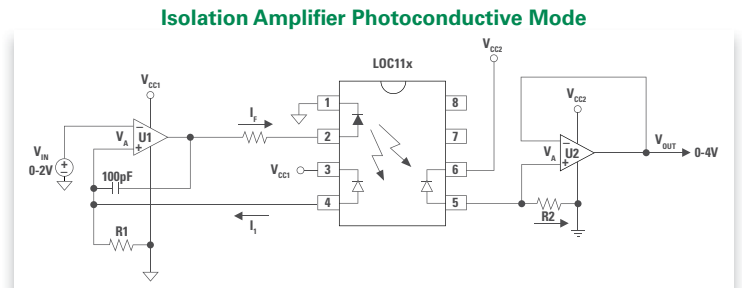 Isolation Amplifier Photoconductive Mode
LOC11x
VCC1
VCC2
1
8
IF
VCC2
2
7
VA
U1
VIN
0-2V
VCC1
3
6
VA
U2
VOUT
0-4V
100pF
4
5
I1
R2
R1